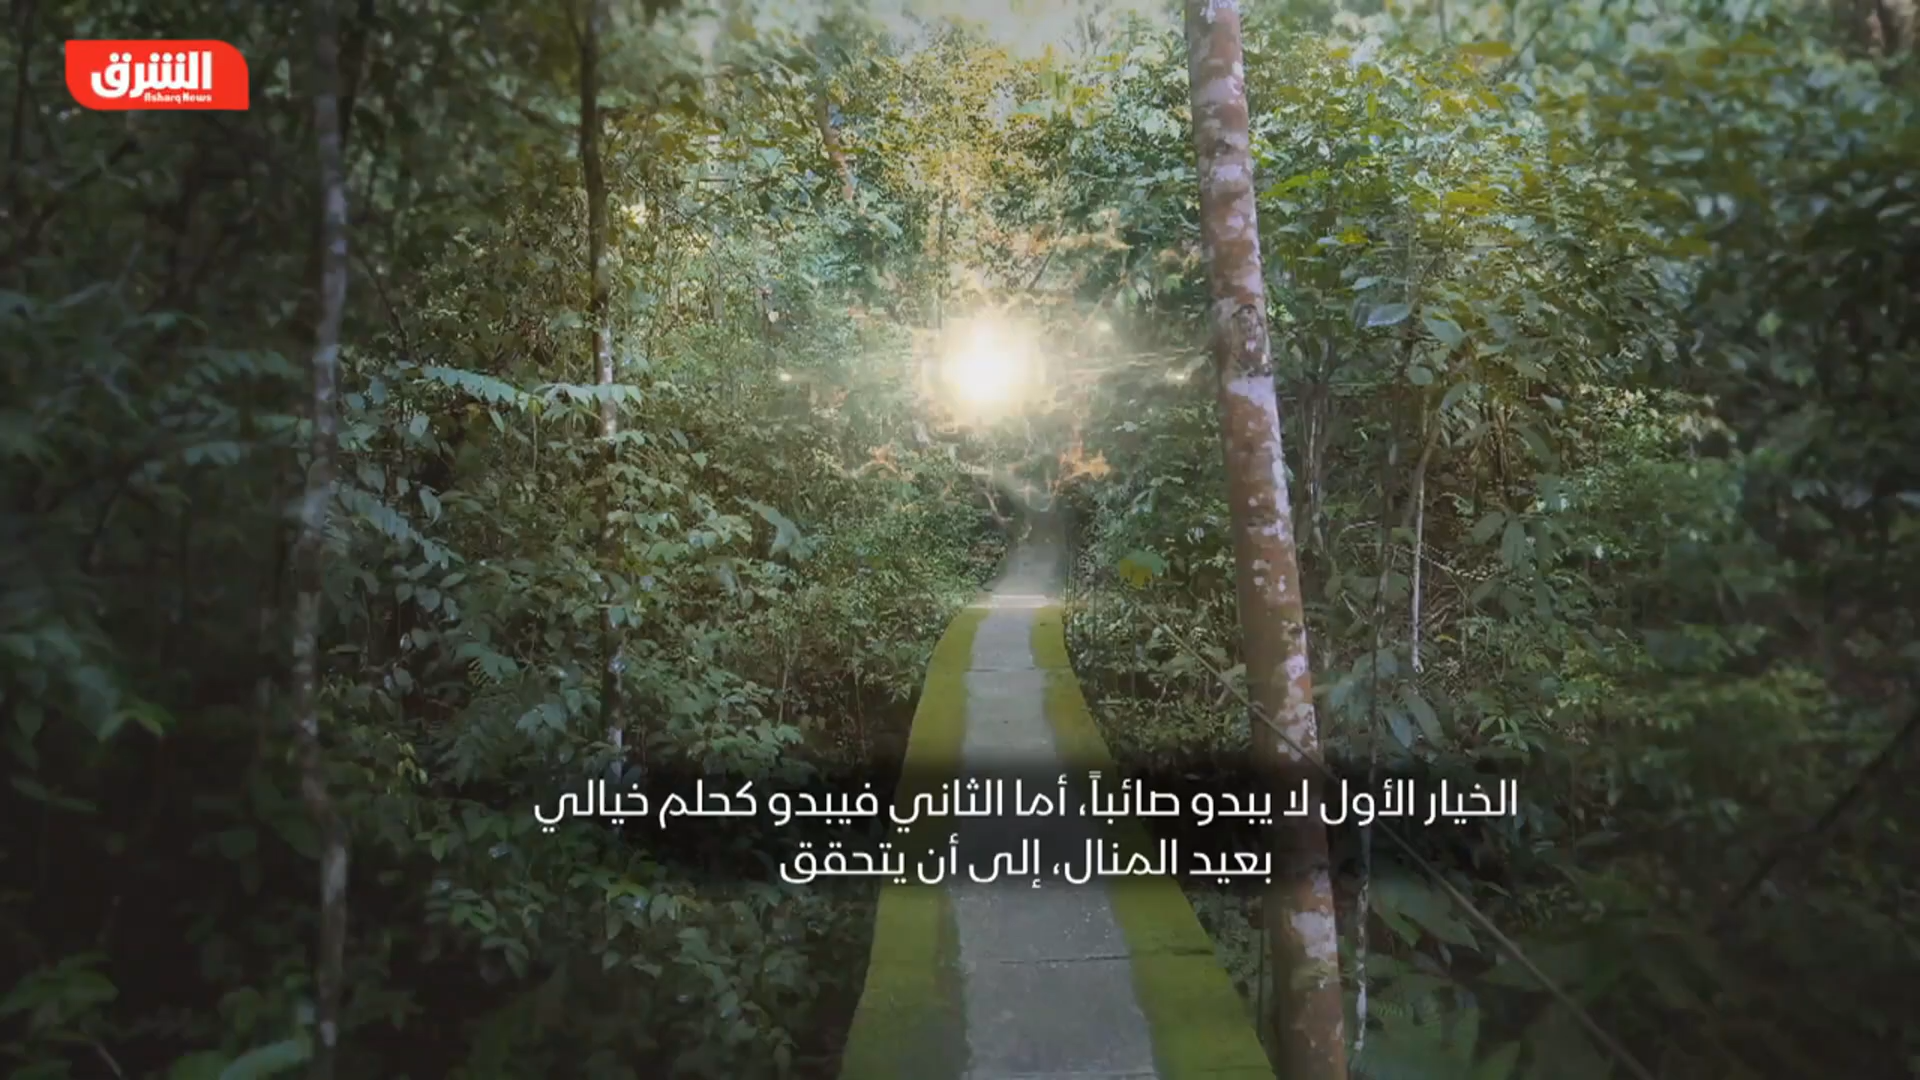 الشرق
Asharq News
الخيار الأول لا يبدو صائباً، أما الثاني فيبدو كحلم خيالي
بعيد المنال، إلى أن يتحقق